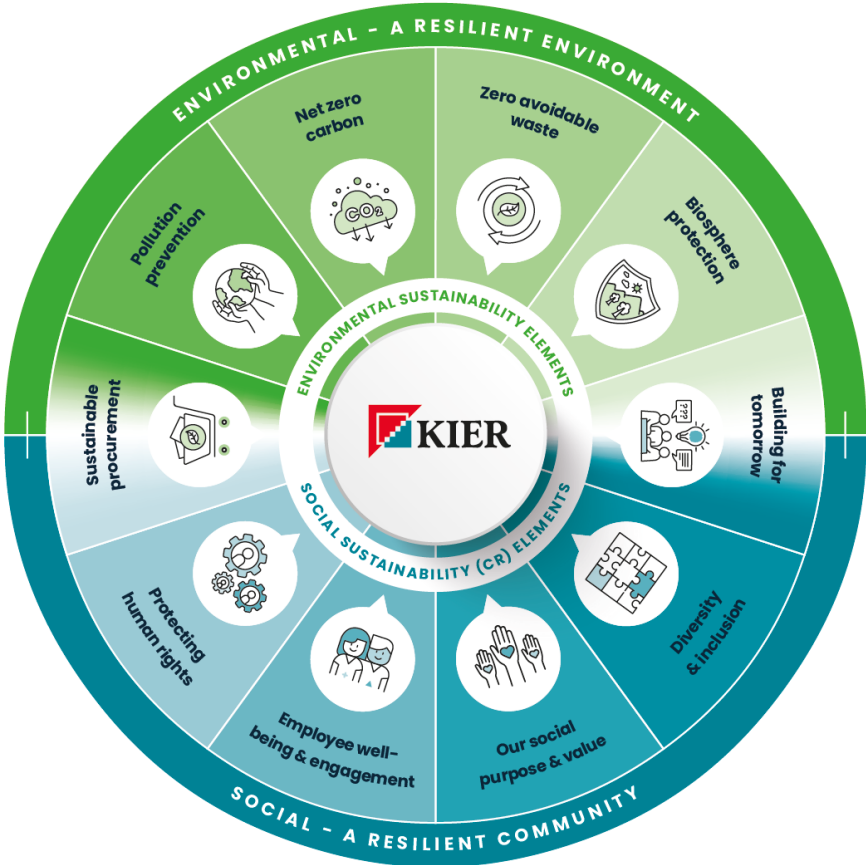 ENVIRONMENTAL – A RESILIENT ENVIRONMENT
Net zero
carbon
Zero avoidable
waste
Pollution
prevention
CO2
Biosphere
protection
ENVIRONMENTAL SUSTAINABILITY ELEMENTS
Sustainable
procurement
KIER
???
Building for
tomorrow
SOCIAL SUSTAINABILITY (CR) ELEMENTS
Protecting
human rights
Diversity
& inclusion
Employee well-
being & engagement
Our social
purpose & value
SOCIAL – A RESILIENT COMMUNITY